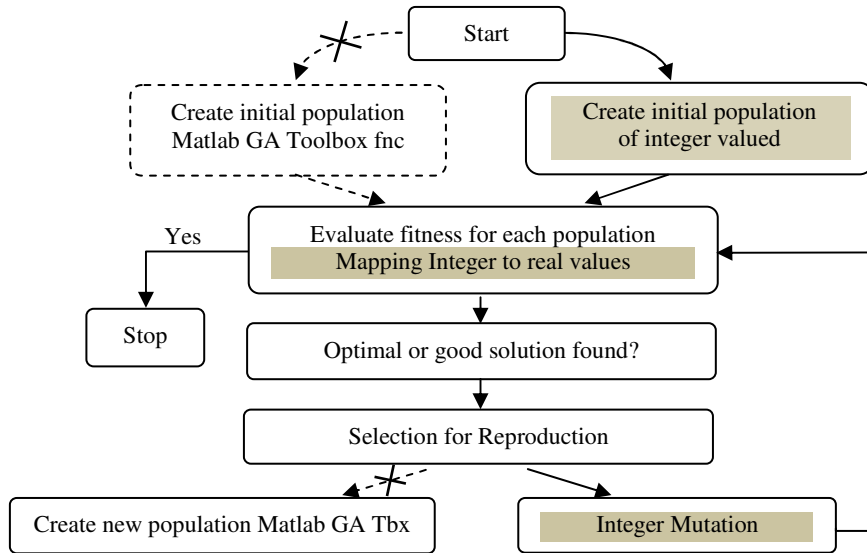 Start
Create initial population
Matlab GA Toolbox fnc
Create initial population
of integer valued
Yes
Evaluate fitness for each population
Mapping Integer to real values
Stop
Optimal or good solution found?
Selection for Reproduction
Create new population Matlab GA Tbx
Integer Mutation